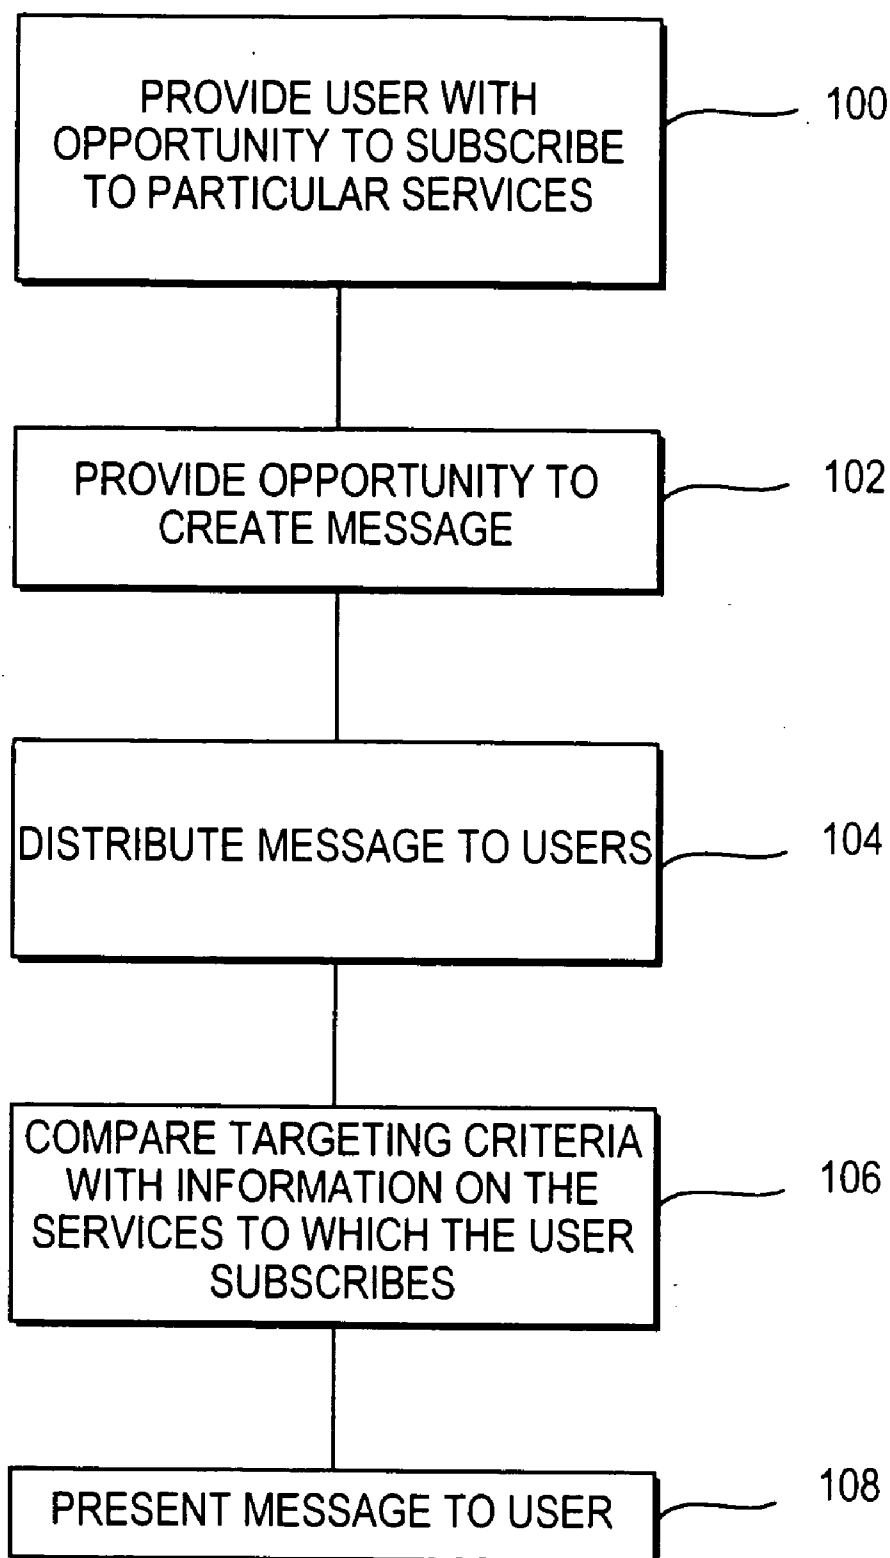 PROVIDE USER WITH
OPPORTUNITY TO SUBSCRIBE
TO PARTICULAR SERVICES
100
PROVIDE OPPORTUNITY TO
CREATE MESSAGE
102
DISTRIBUTE MESSAGE TO USERS
104
COMPARE TARGETING CRITERIA
WITH INFORMATION ON THE
SERVICES TO WHICH THE USER
SUBSCRIBES
106
PRESENT MESSAGE TO USER
108